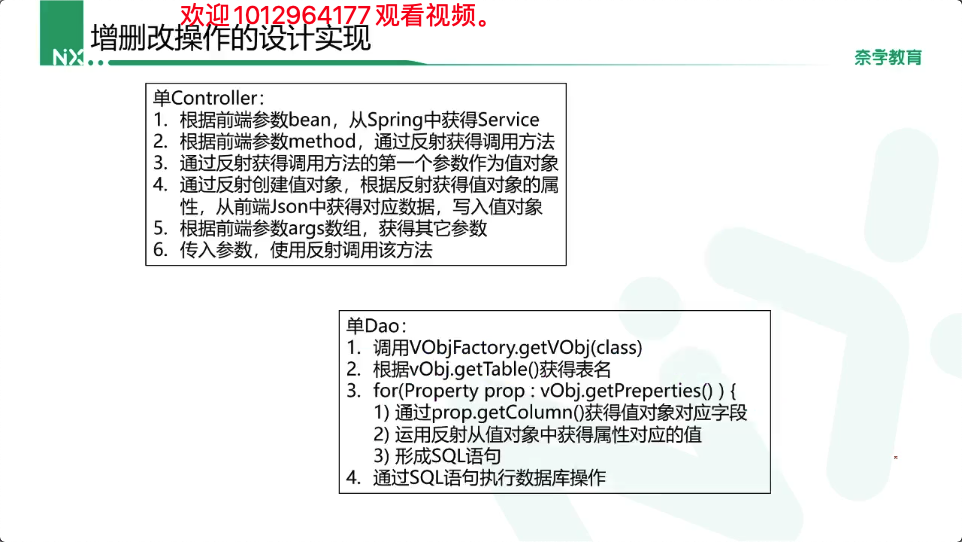 欢迎1012964177观看视频。
增删改操作的设计实现
NX
奈学教育
单Controller：
1. 根据前端参数bean，从Spring中获得Service
2. 根据前端参数method，通过反射获得调用方法
3. 通过反射获得调用方法的第一个参数作为值对象
4. 通过反射创建值对象，根据反射获得值对象的属
性，从前端Json中获得对应数据，写入值对象
5. 根据前端参数args数组，获得其它参数
6. 传入参数，使用反射调用该方法
单Dao：
1. 调用VObjFactory.getVObj(class)
2. 根据vObj.getTable()获得表名
3. for(Property prop : vObj.getPreperties() ) {
1) 通过prop.getColumn()获得值对象对应字段
2) 运用反射从值对象中获得属性对应的值
3) 形成SQL语句
4. 通过SQL语句执行数据库操作